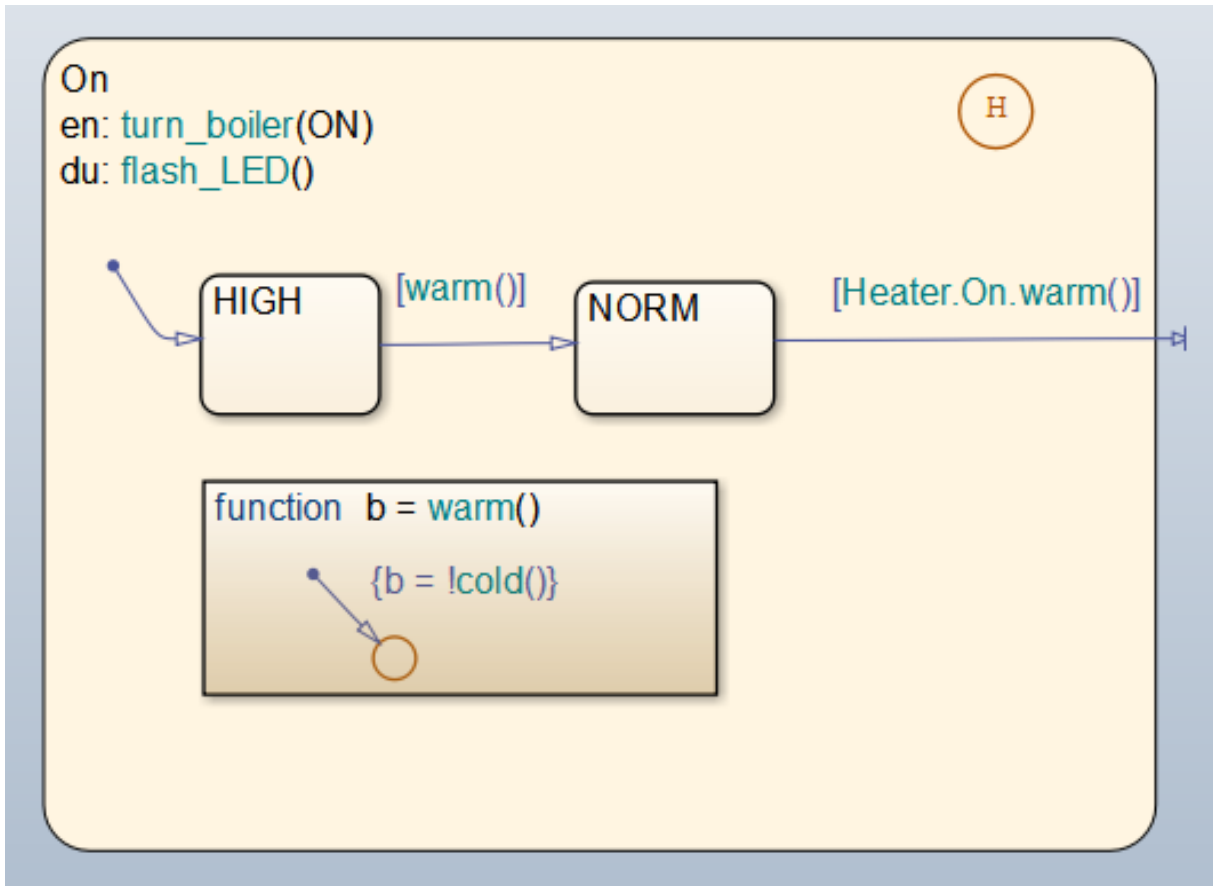 On
en: turn_boiler(ON)
du: flash_LED()
H
HIGH
[warm()]
NORM
[Heater.On.warm()]
function b = warm()
{b = !cold()}